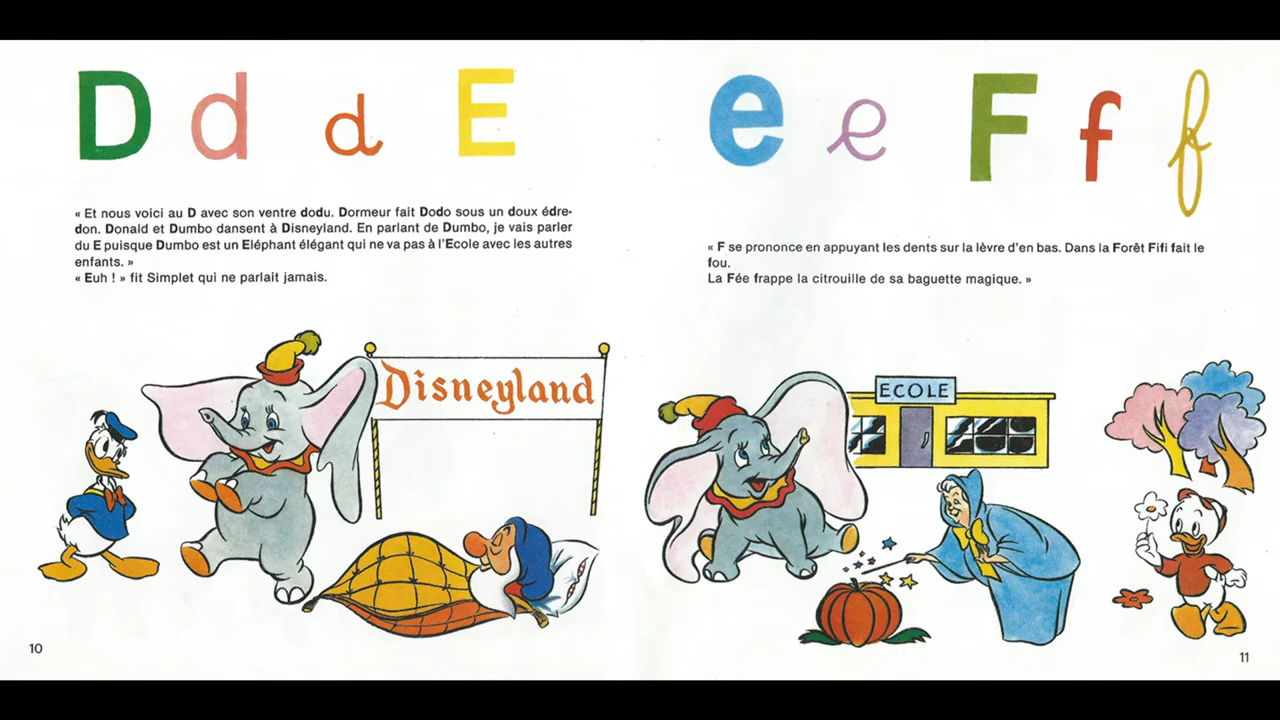 D d d E
« Et nous voici au D avec son ventre dodu. Dormeur fait Dodo sous un doux édre-
don. Donald et Dumbo dansent à Disneyland. En parlant de Dumbo, je vais parler
du E puisque Dumbo est un Eléphant élégant qui ne va pas à l'Ecole avec les autres
enfants. »
« Euh ! » fit Simplet qui ne parlait jamais.
Disneyland
10
e e F f f
« F se prononce en appuyant les dents sur la lèvre d'en bas. Dans la Forêt Fifi fait le
fou.
La Fée frappe la citrouille de sa baguette magique. »
ECOLE
11